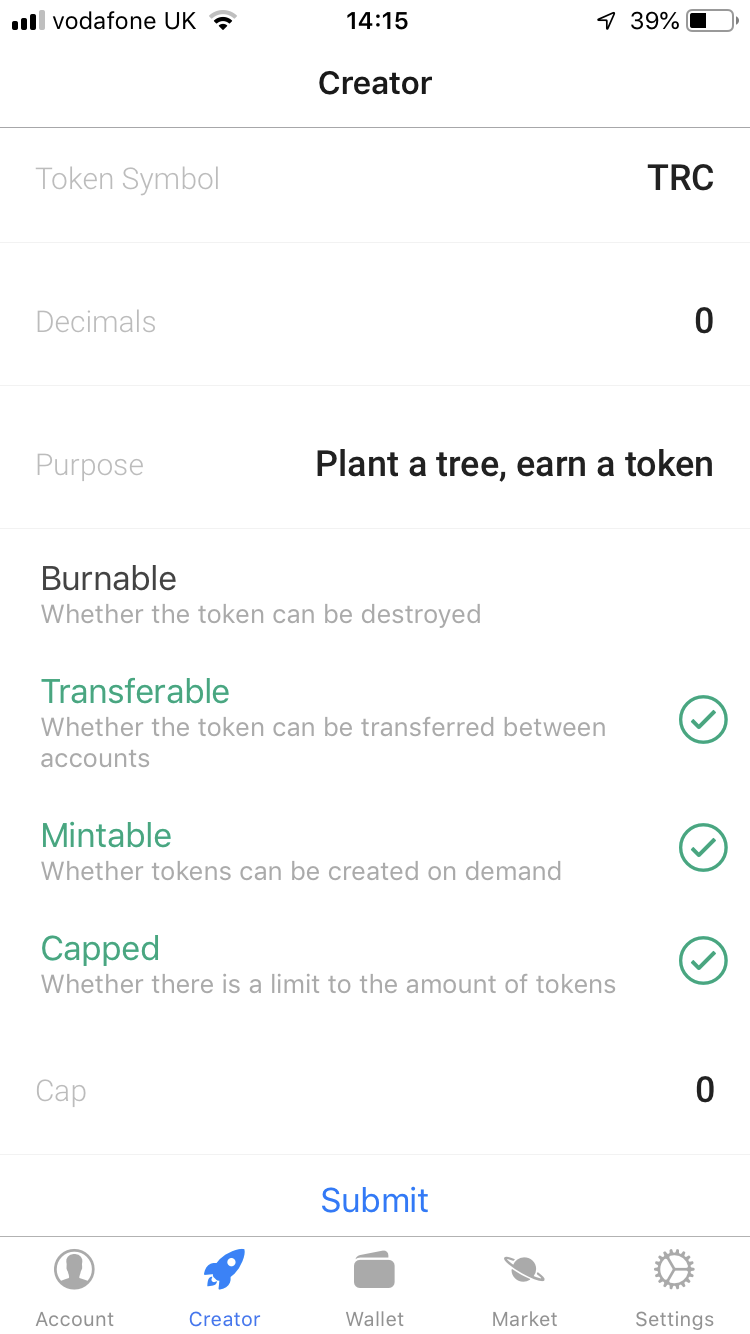 vodafone UK 14:15 39%
Creator
Token Symbol TRC
Decimals 0
Purpose Plant a tree, earn a token
Burnable
Whether the token can be destroyed
Transferable
Whether the token can be transferred between
accounts
Mintable
Whether tokens can be created on demand
Capped
Whether there is a limit to the amount of tokens
Cap 0
Submit
Account Creator Wallet Market Settings